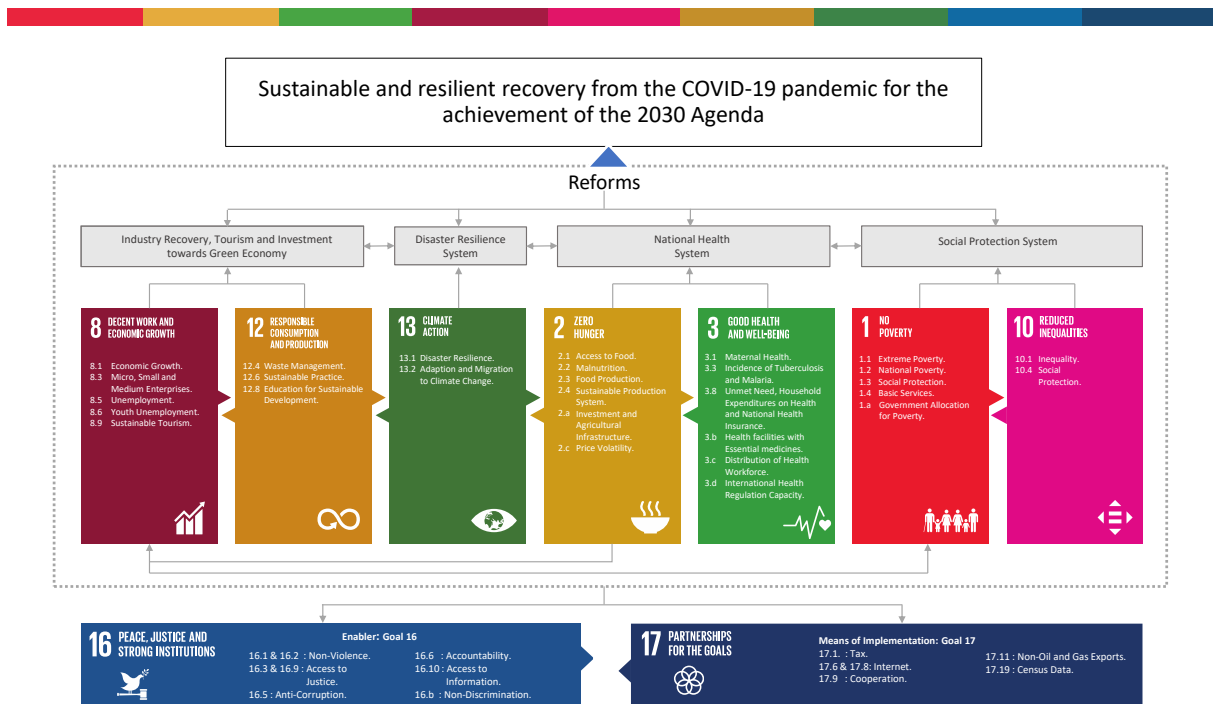 Sustainable and resilient recovery from the COVID-19 pandemic for the
achievement of the 2030 Agenda
Reforms
Industry Recovery, Tourism and Investment
towards Green Economy
Disaster Resilience
System
National Health
System
Social Protection System
8 DECENT WORK AND
ECONOMIC GROWTH
8.1 Economic Growth.
8.3 Micro, Small and
Medium Enterprises.
8.5 Unemployment.
8.6 Youth Unemployment.
8.9 Sustainable Tourism.
12 RESPONSIBLE
CONSUMPTION
AND PRODUCTION
12.4 Waste Management.
12.6 Sustainable Practice.
12.8 Education for Sustainable
Development.
13 CLIMATE
ACTION
13.1 Disaster Resilience.
13.2 Adaption and Migration
to Climate Change.
2 ZERO
HUNGER
2.1 Access to Food.
2.2 Malnutrition.
2.3 Food Production.
2.4 Sustainable Production
System.
2.a Investment and
Agricultural
Infrastructure.
2.c Price Volatility.
3 GOOD HEALTH
AND WELL-BEING
3.1 Maternal Health.
3.3 Incidence of Tuberculosis
and Malaria.
3.8 Unmet Need, Household
Expenditures on Health
and National Health
Insurance.
3.b Health facilities with
Essential medicines.
3.c Distribution of Health
Workforce.
3.d International Health
Regulation Capacity.
1 NO
POVERTY
1.1 Extreme Poverty.
1.2 National Poverty.
1.3 Social Protection.
1.4 Basic Services.
1.a Government Allocation
for Poverty.
10 REDUCED
INEQUALITIES
10.1 Inequality.
10.4 Social
Protection.
16 PEACE, JUSTICE AND
STRONG INSTITUTIONS
Enabler: Goal 16
16.1 & 16.2 : Non-Violence.
16.3 & 16.9 : Access to
Justice.
16.5 : Anti-Corruption.
16.6 : Accountability.
16.10 : Access to
Information.
16.b : Non-Discrimination.
17 PARTNERSHIPS
FOR THE GOALS
Means of Implementation: Goal 17
17.1. : Tax.
17.6 & 17.8: Internet.
17.9 : Cooperation.
17.11 : Non-Oil and Gas Exports.
17.19 : Census Data.